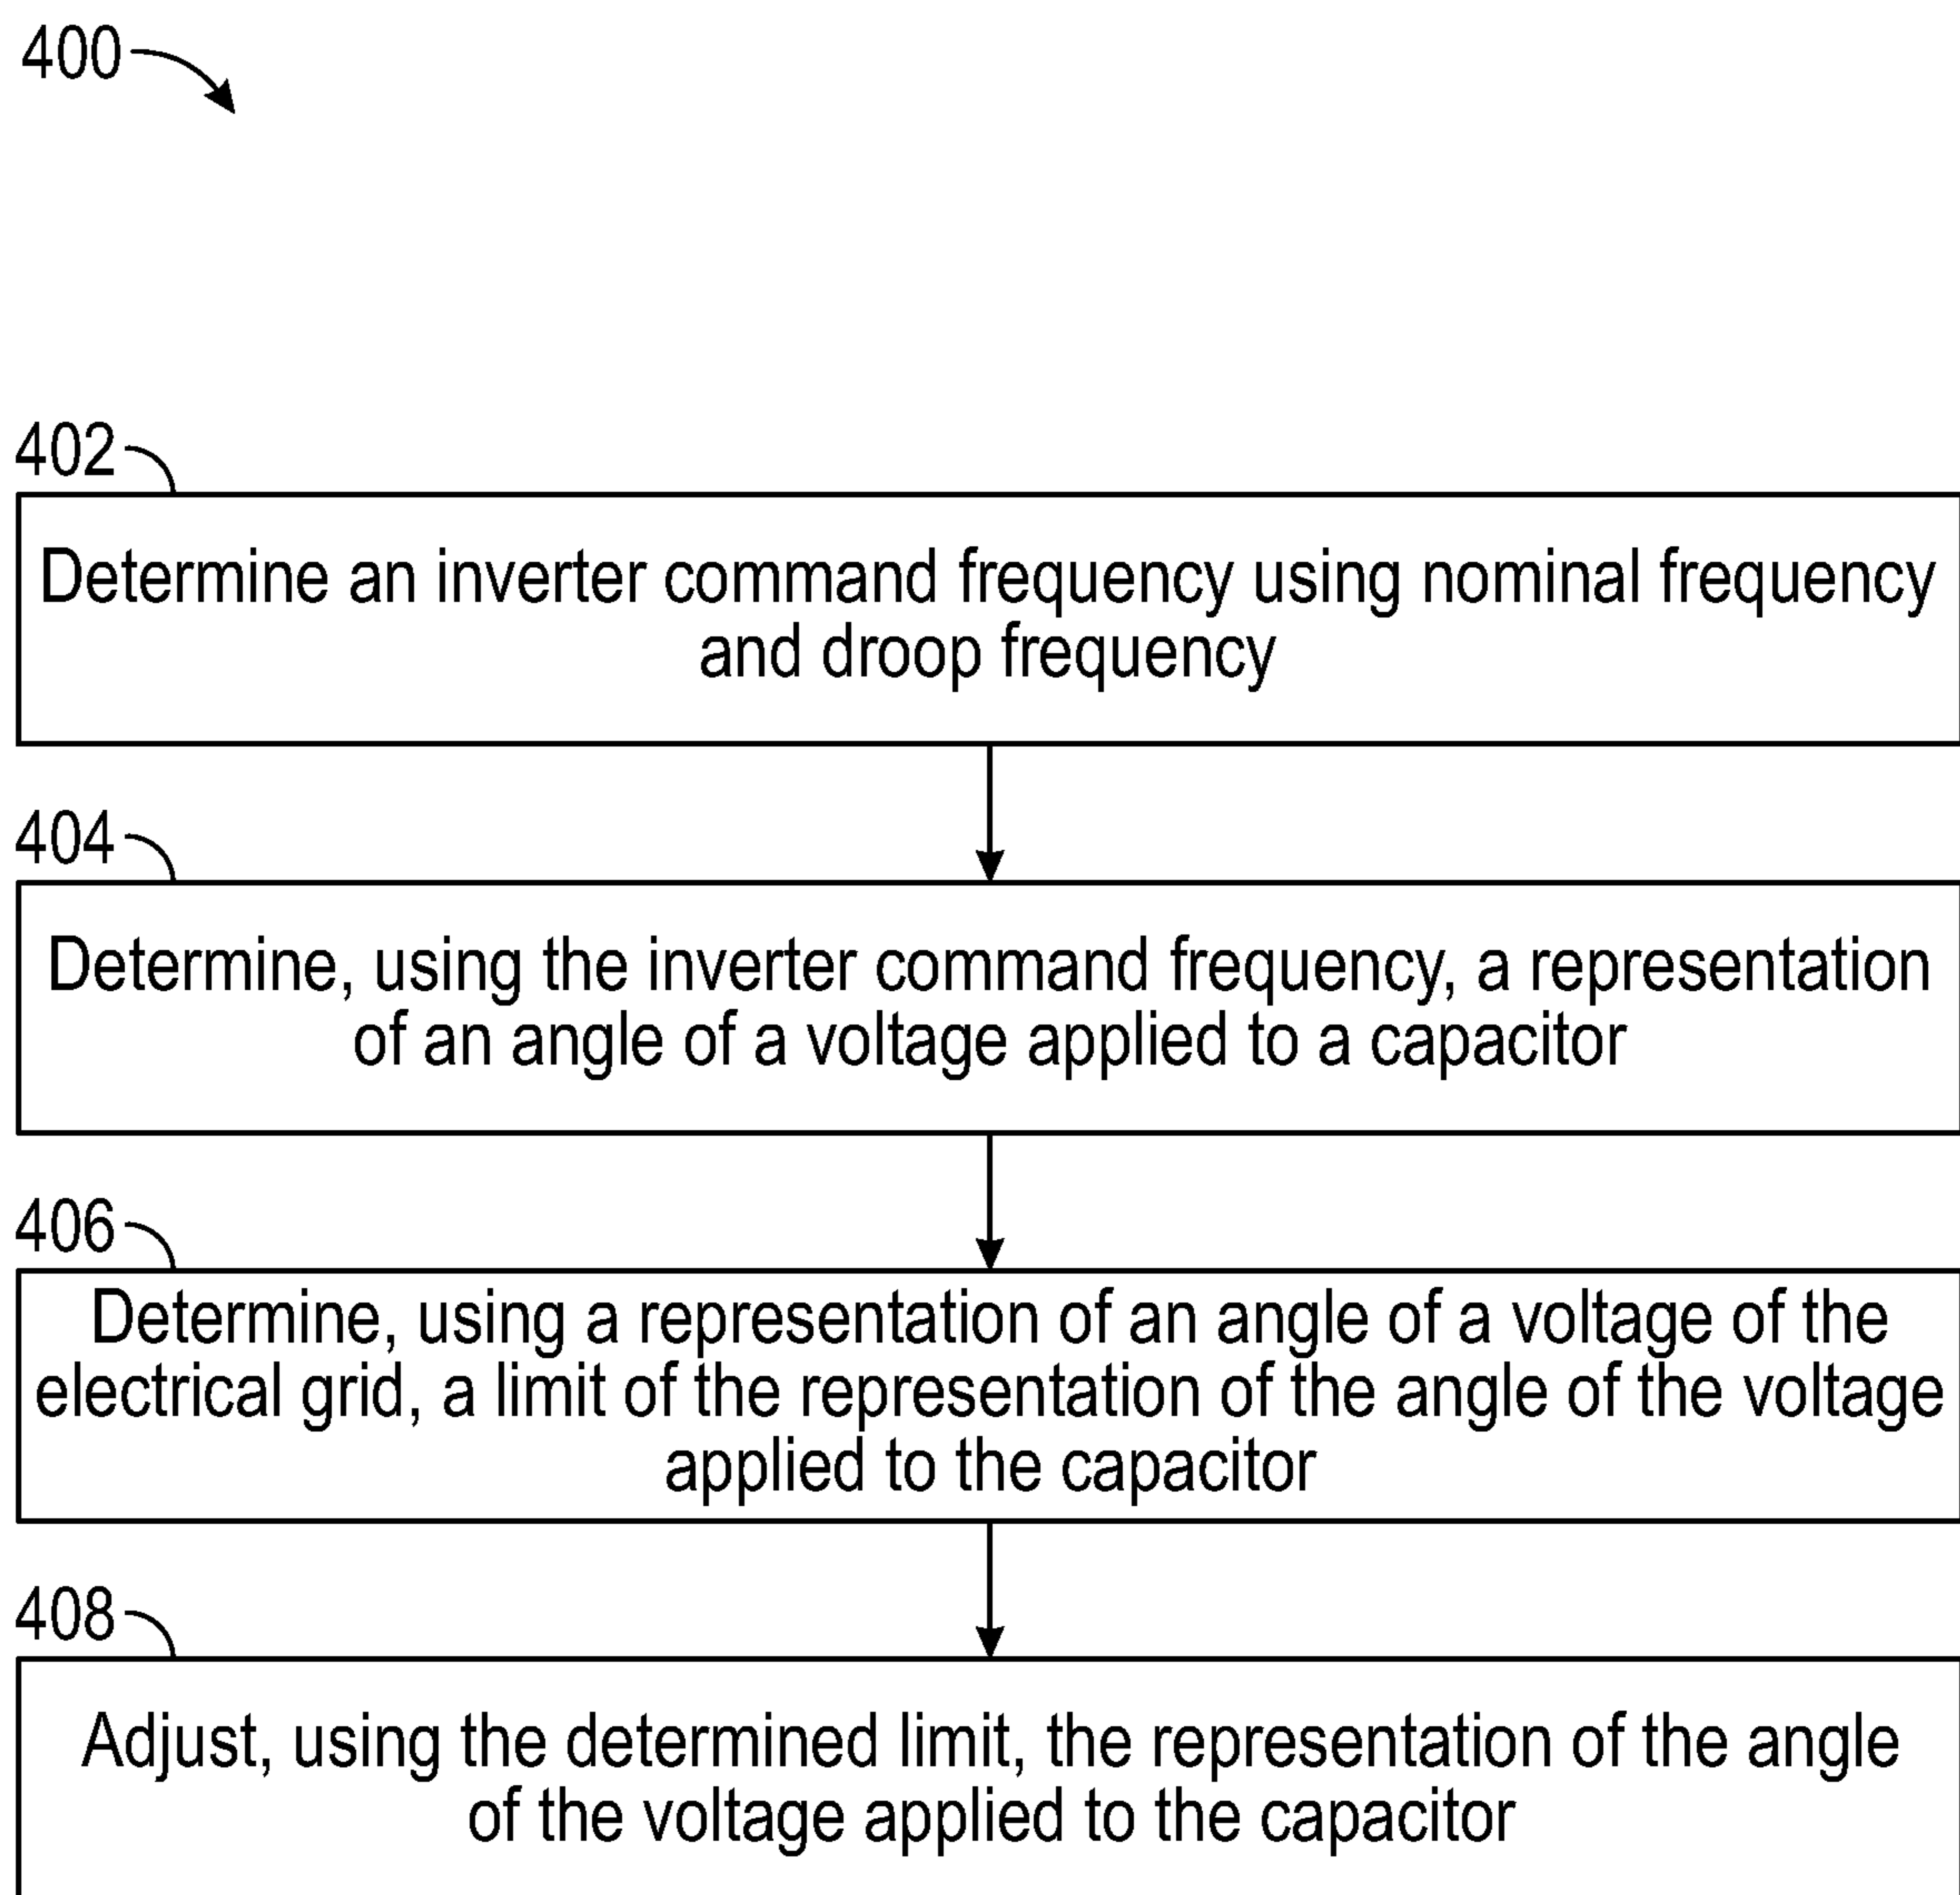 400
402
Determine an inverter command frequency using nominal frequency
and droop frequency
404
Determine, using the inverter command frequency, a representation
of an angle of a voltage applied to a capacitor
406
Determine, using a representation of an angle of a voltage of the
electrical grid, a limit of the representation of the angle of the voltage
applied to the capacitor
408
Adjust, using the determined limit, the representation of the angle
of the voltage applied to the capacitor